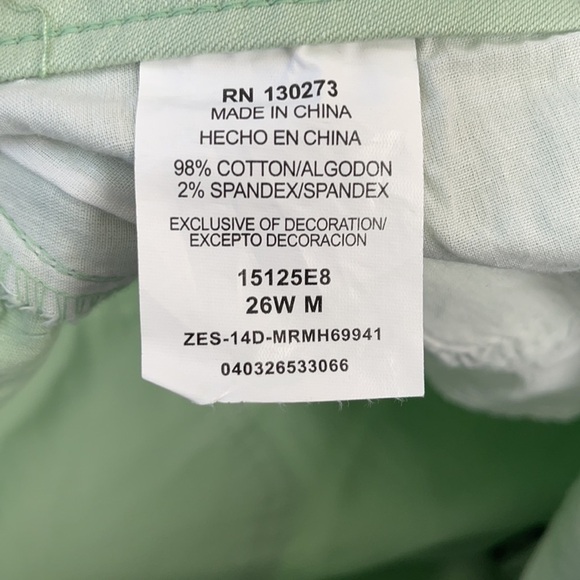 RN 130273
MADE IN CHINA
HECHO EN CHINA
98% COTTON/ALGODON
2% SPANDEX/SPANDEX
EXCLUSIVE OF DECORATION/
EXCEPTO DECORACION
15125E8
26W M
ZES-14D-MRMH69941
040326533066